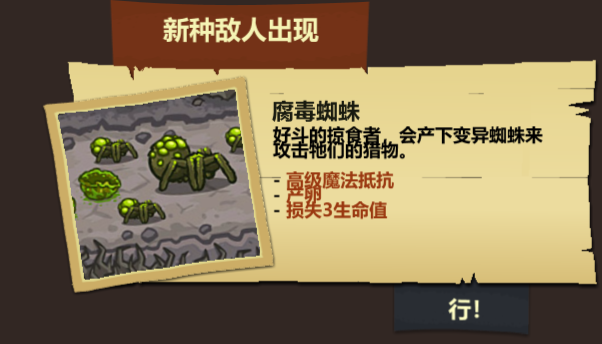 新种敌人出现
腐毒蜘蛛
好斗的掠食者，会产下变异蜘蛛来
攻击牠们的猎物。
- 高级魔法抵抗
- 产卵
- 损失3生命值
行!